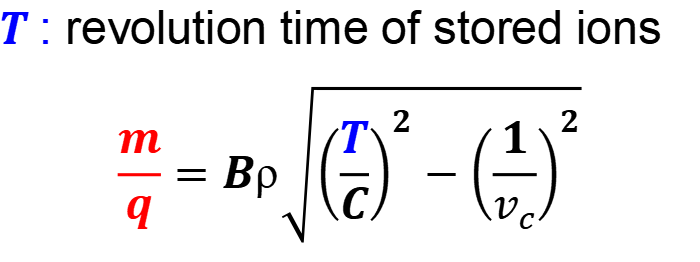 T : revolution time of stored ions
m/q = Bρ √((T/C)² − (1/v_c)²)